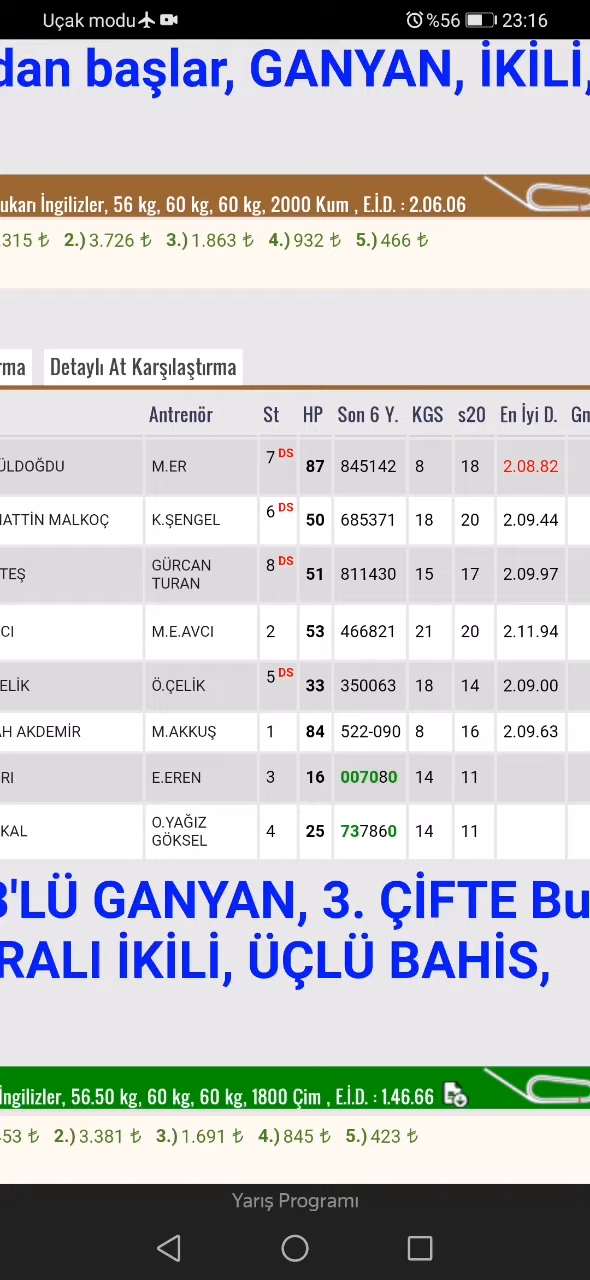 Uçak modu %56 23:16
dan başlar, GANYAN, İKİLİ,
ukarı İngilizler, 56 kg, 60 kg, 60 kg, 2000 Kum , E.İ.D. : 2.06.06
315 ₺ 2.) 3.726 ₺ 3.) 1.863 ₺ 4.) 932 ₺ 5.) 466 ₺
rma Detaylı At Karşılaştırma
Antrenör St HP Son 6 Y. KGS s20 En İyi D. Gn
ÜLDOĞDU M.ER 7 DS 87 845142 8 18 2.08.82
HATTİN MALKOÇ K.ŞENGEL 6 DS 50 685371 18 20 2.09.44
TEŞ GÜRCAN TURAN 8 DS 51 811430 15 17 2.09.97
CI M.E.AVCI 2 53 466821 21 20 2.11.94
ELİK Ö.ÇELİK 5 DS 33 350063 18 14 2.09.00
AH AKDEMİR M.AKKUŞ 1 84 522-090 8 16 2.09.63
RI E.EREN 3 16 007080 14 11
KAL O.YAĞIZ GÖKSEL 4 25 737860 14 11
3'LÜ GANYAN, 3. ÇİFTE Bu
RALI İKİLİ, ÜÇLÜ BAHİS,
İngilizler, 56.50 kg, 60 kg, 60 kg, 1800 Çim , E.İ.D. : 1.46.66
453 ₺ 2.) 3.381 ₺ 3.) 1.691 ₺ 4.) 845 ₺ 5.) 423 ₺
Yarış Programı